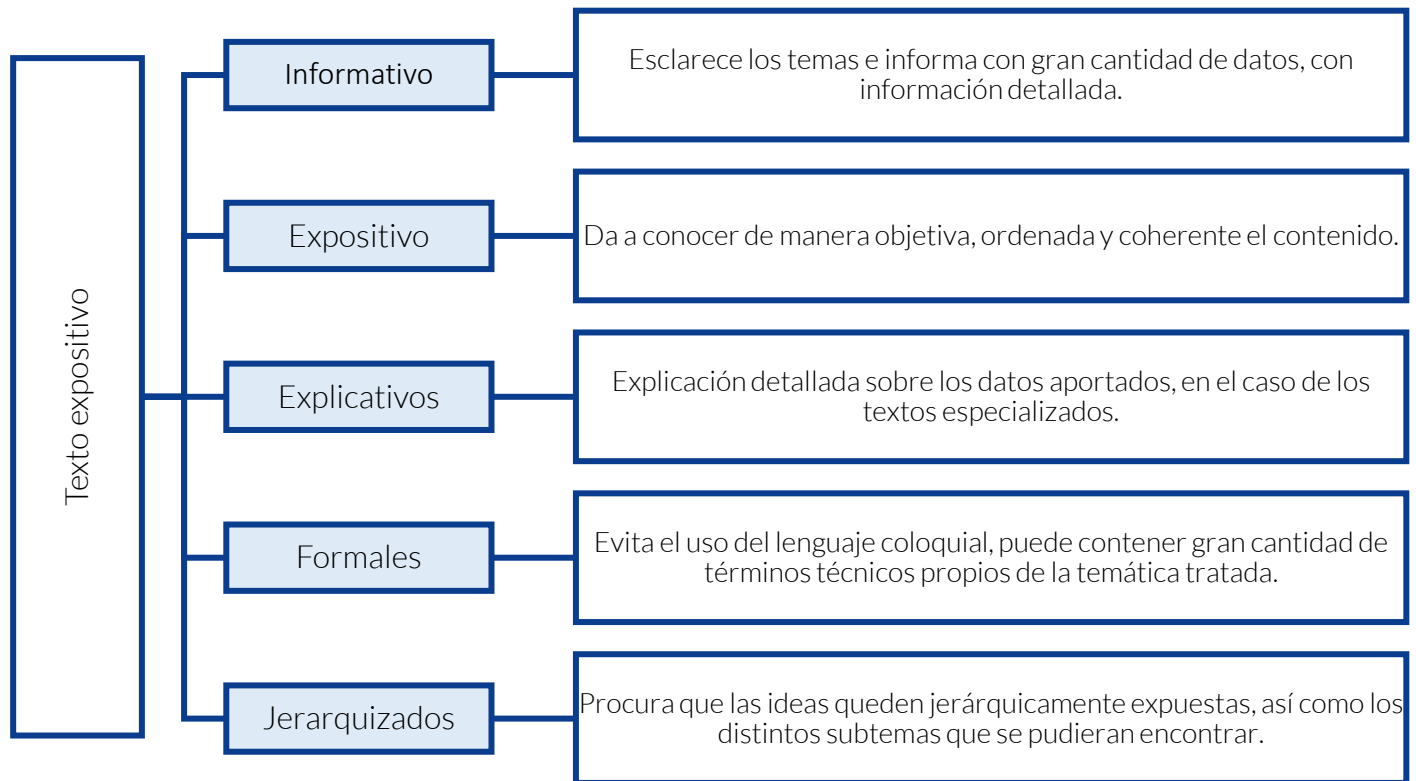 Texto expositivo
Informativo
Esclarece los temas e informa con gran cantidad de datos, con
información detallada.
Expositivo
Da a conocer de manera objetiva, ordenada y coherente el contenido.
Explicativos
Explicación detallada sobre los datos aportados, en el caso de los
textos especializados.
Formales
Evita el uso del lenguaje coloquial, puede contener gran cantidad de
términos técnicos propios de la temática tratada.
Jerarquizados
Procura que las ideas queden jerárquicamente expuestas, así como los
distintos subtemas que se pudieran encontrar.